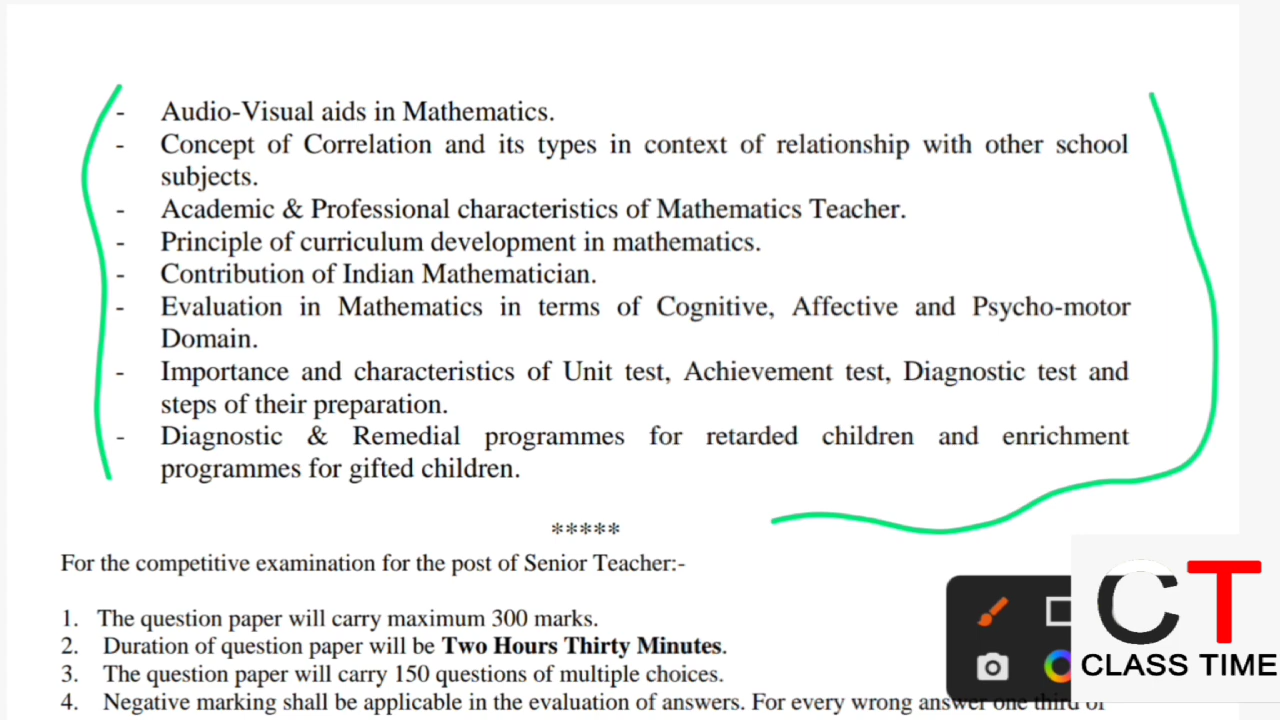 - Audio-Visual aids in Mathematics.
- Concept of Correlation and its types in context of relationship with other school
subjects.
- Academic & Professional characteristics of Mathematics Teacher.
- Principle of curriculum development in mathematics.
- Contribution of Indian Mathematician.
- Evaluation in Mathematics in terms of Cognitive, Affective and Psycho-motor
Domain.
- Importance and characteristics of Unit test, Achievement test, Diagnostic test and
steps of their preparation.
- Diagnostic & Remedial programmes for retarded children and enrichment
programmes for gifted children.
*****
For the competitive examination for the post of Senior Teacher:-
1. The question paper will carry maximum 300 marks.
2. Duration of question paper will be Two Hours Thirty Minutes.
3. The question paper will carry 150 questions of multiple choices.
4. Negative marking shall be applicable in the evaluation of answers. For every wrong answer one third of
CT
CLASS TIME